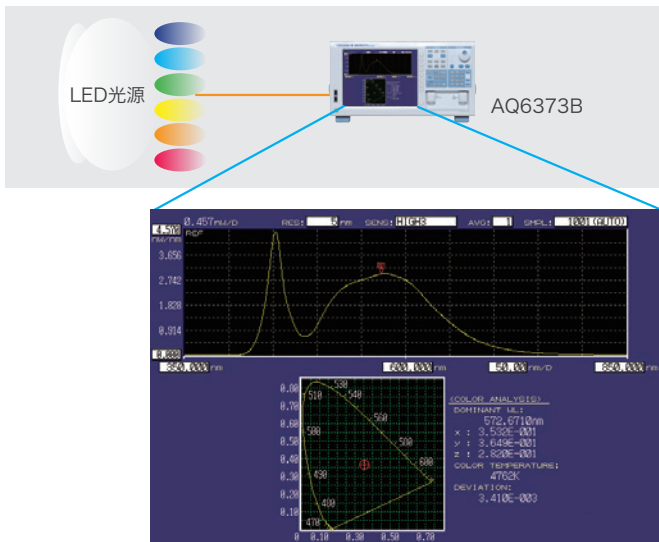 LED光源
AQ6373B
0.457mW/D RES: 5 nm SENS: HIGH3 AVG: 1 SMPL: 1001(AUTO)
4.570
mW/nm
REF
3.656
2.742
1.828
0.914
0.000
350.000 nm 600.000 nm 50.00 nm/D 850.000 nm
0.80
0.70
0.60
0.50
0.40
0.30
0.20
0.10
510
530
540
560
500
580
600
490
480
470
0 0.10 0.30 0.50 0.70
<COLOR ANALYSIS>
DOMINANT WL:
572.6710nm
x : 3.532E-001
y : 3.649E-001
z : 2.820E-001
COLOR TEMPERATURE:
4762K
DEVIATION:
3.410E-003